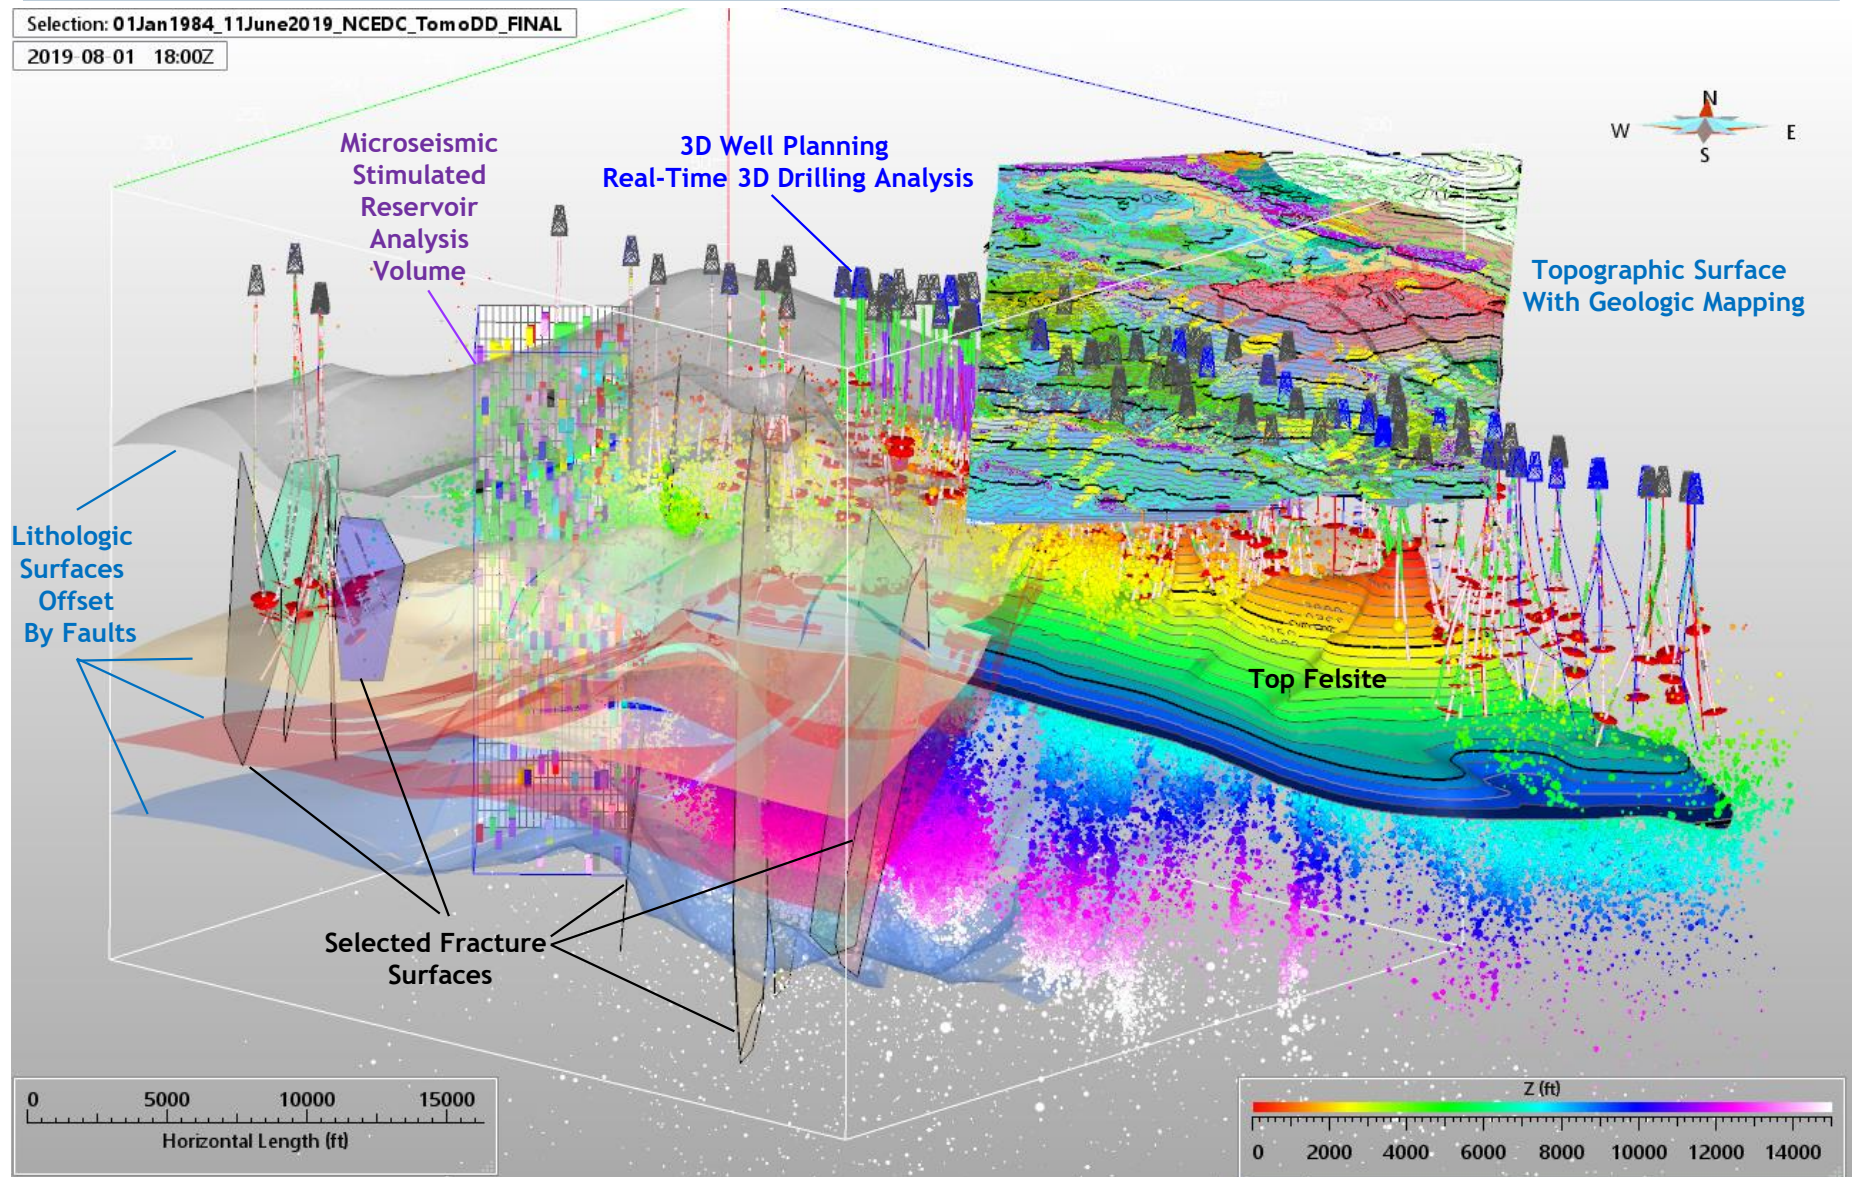 Selection: 01Jan1984_11June2019_NCEDC_TomoDD_FINAL
2019-08-01 18:00Z
N
W
E
S
Microseismic
Stimulated
Reservoir
Analysis
Volume
3D Well Planning
Real-Time 3D Drilling Analysis
Topographic Surface
With Geologic Mapping
Lithologic
Surfaces
Offset
By Faults
Top Felsite
Selected Fracture
Surfaces
0 5000 10000 15000
Horizontal Length (ft)
Z (ft)
0 2000 4000 6000 8000 10000 12000 14000